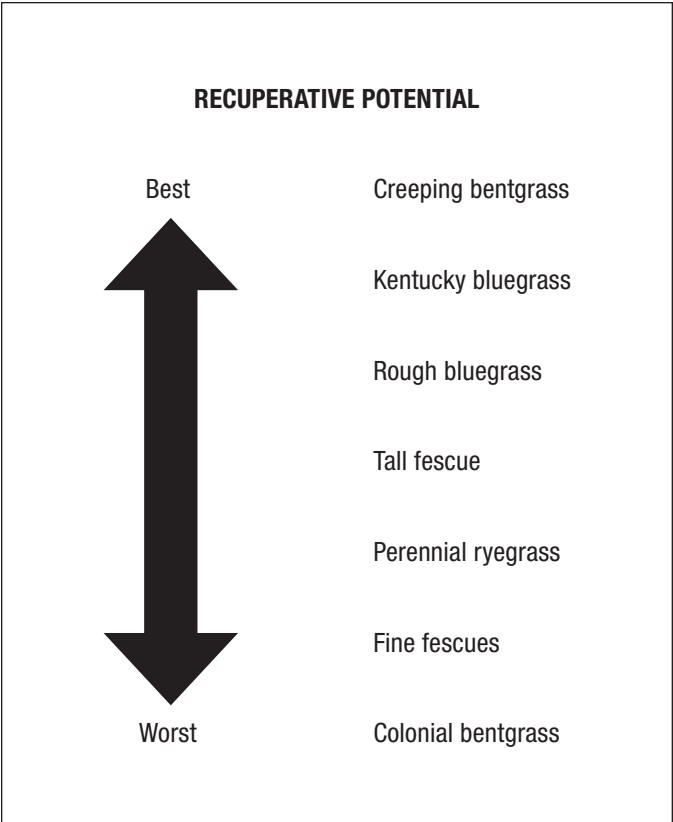 RECUPERATIVE POTENTIAL
Best Creeping bentgrass
Kentucky bluegrass
Rough bluegrass
Tall fescue
Perennial ryegrass
Fine fescues
Worst Colonial bentgrass